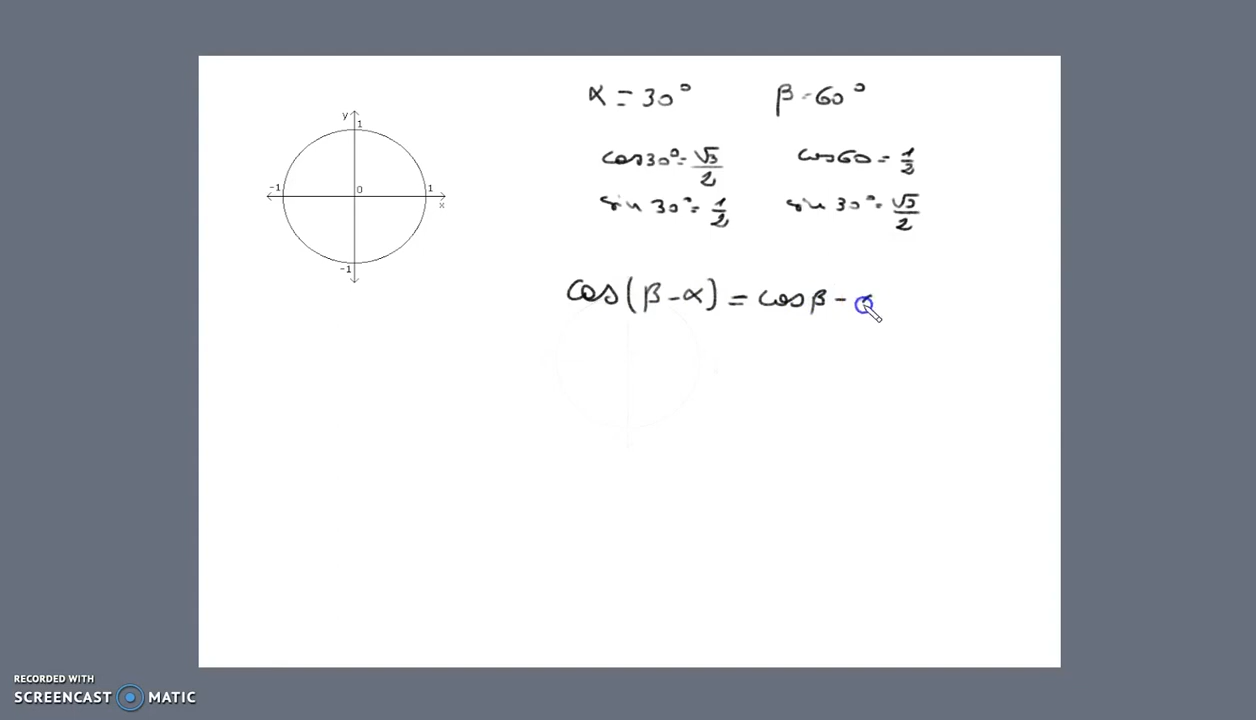 α = 30° β = 60°
cos 30° = √3/2 cos 60 = 1/2
sin 30° = 1/2 sin 30° = √3/2
cos(β - α) = cos β -
y
1
-1 0 1
x
-1
RECORDED WITH
SCREENCAST MATIC